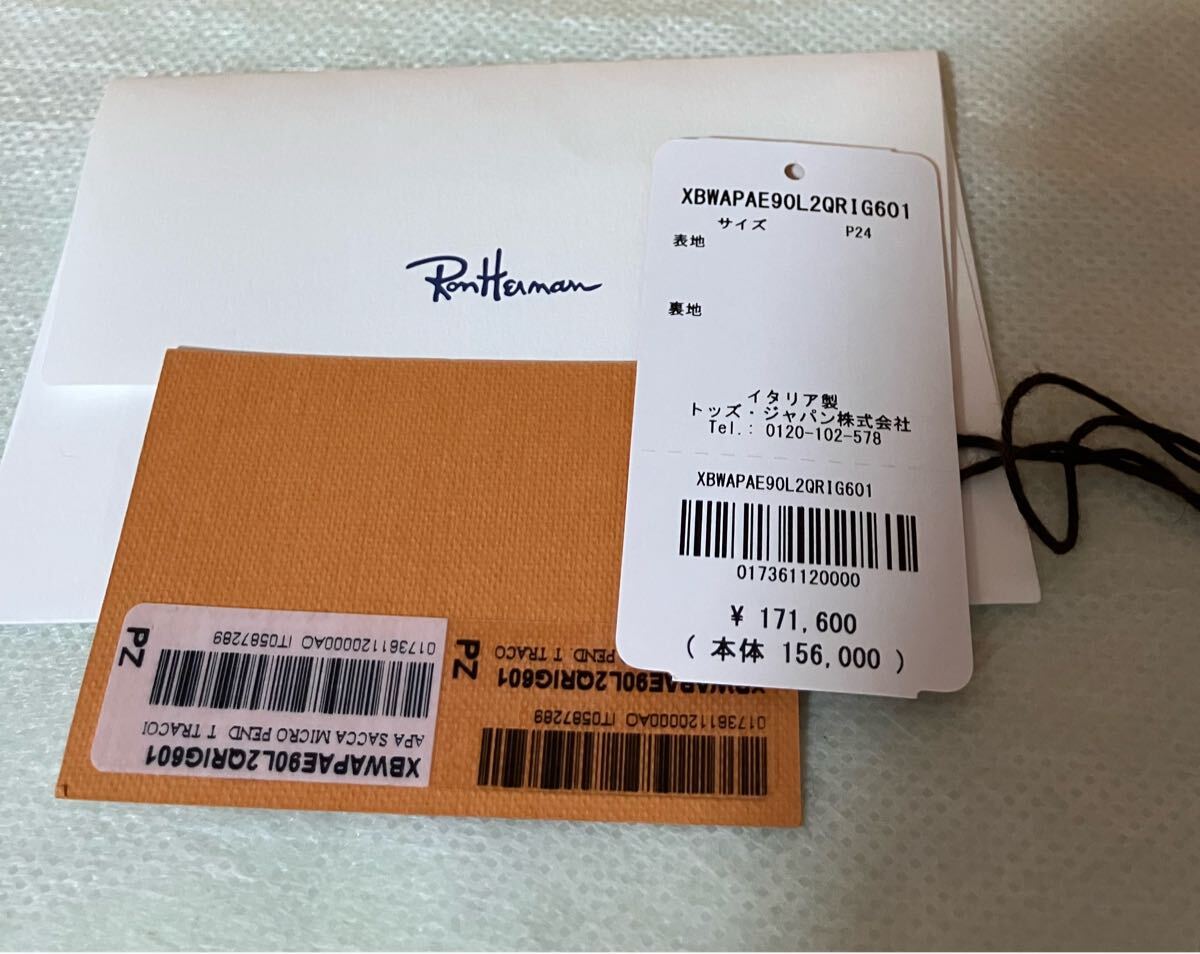 Ron Herman
XBWAPAE90L2QRIG601
サイズ P24
表地
裏地
イタリア製
トッズ・ジャパン株式会社
Tel.: 0120-102-578
XBWAPAE90L2QRIG601
017361120000
¥ 171,600
( 本体 156,000 )
XBWAPAE90L2QRIG601
APA SACCA MICRO PEND T TRACOI
017361120000AO IT0587289
PZ
017361120000AO IT0587289
XBWAPAE90L2QRIG601
PEND. T TRACO
PZ